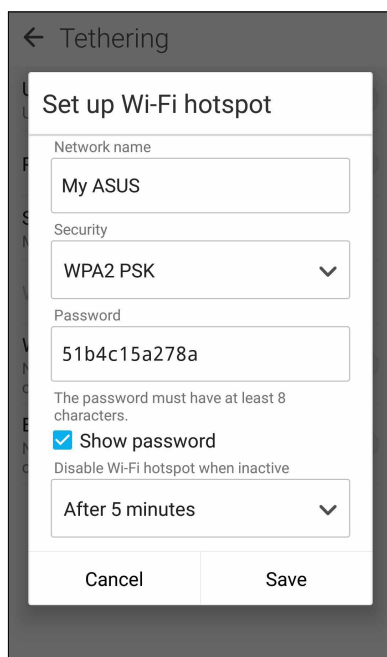 Tethering
Set up Wi-Fi hotspot
Network name
My ASUS
Security
WPA2 PSK
Password
51b4c15a278a
The password must have at least 8
characters.
Show password
Disable Wi-Fi hotspot when inactive
After 5 minutes
Cancel
Save